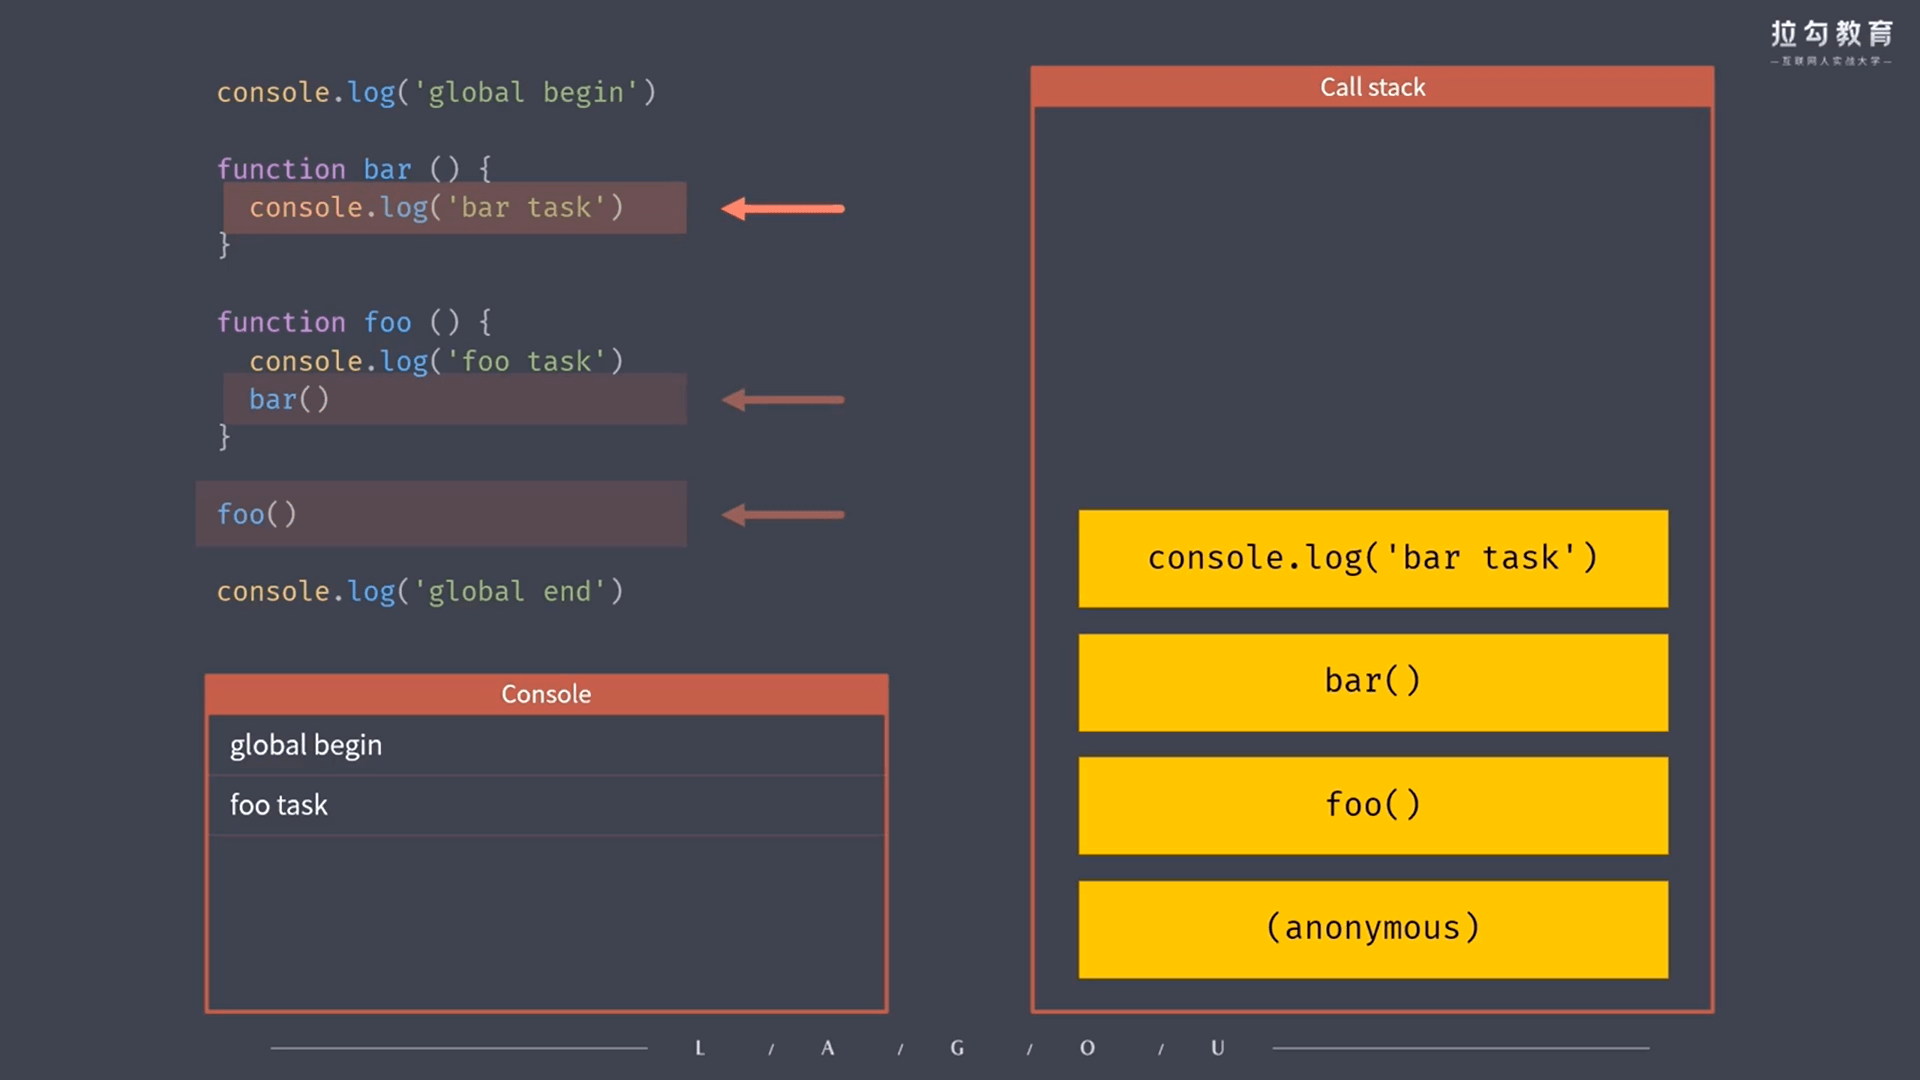 拉勾教育
—互联网人实战大学—
console.log('global begin')
function bar () {
  console.log('bar task')
}
function foo () {
  console.log('foo task')
  bar()
}
foo()
console.log('global end')
Console
global begin
foo task
Call stack
console.log('bar task')
bar()
foo()
(anonymous)
L / A / G / O / U